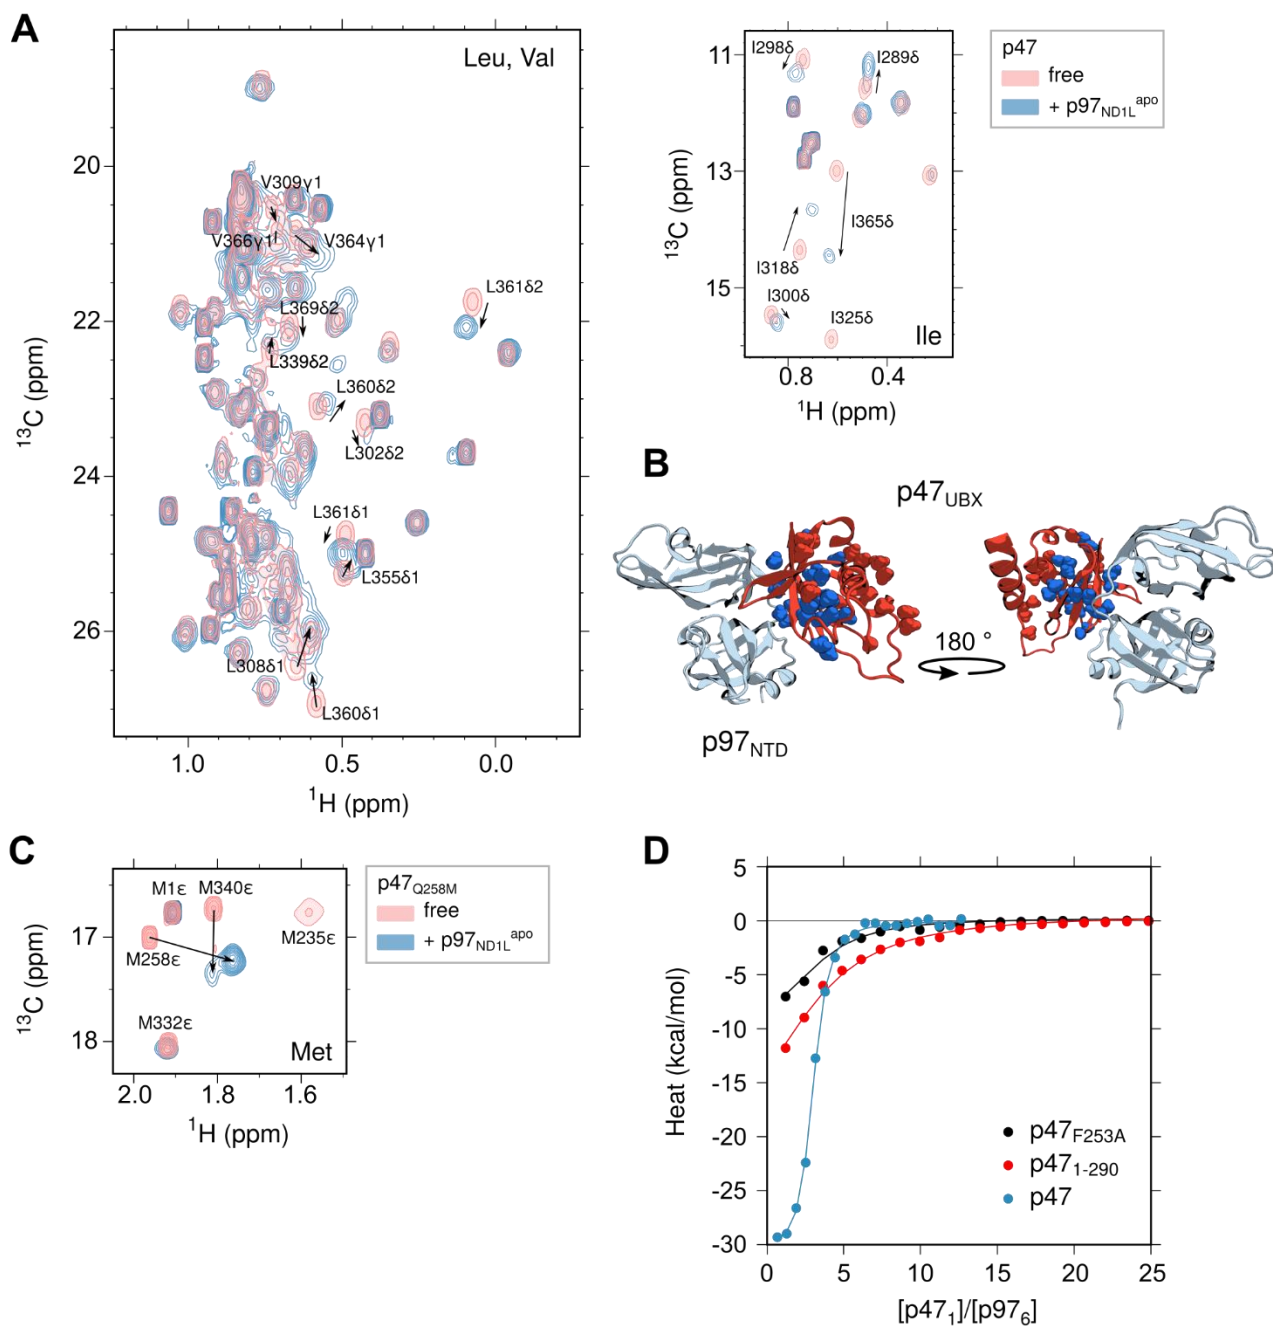 A
Leu, Val
V309γ1
V366γ1
V364γ1
L361δ2
L369δ2
L339δ2
L360δ2
L302δ2
L361δ1
L355δ1
L308δ1
L360δ1
20
22
24
26
1.0 0.5 0.0
¹³C (ppm)
¹H (ppm)
I298δ
I289δ
I365δ
I318δ
I300δ
I325δ
Ile
11
13
15
0.8 0.4
¹³C (ppm)
¹H (ppm)
p47
free
+ p97ND1L apo
B
p47UBX
180 °
p97NTD
C
M1ε M340ε
M235ε
M258ε
M332ε
Met
17
18
2.0 1.8 1.6
¹³C (ppm)
¹H (ppm)
p47Q258M
free
+ p97ND1L apo
D
5
0
-5
-10
-15
-20
-25
-30
0 5 10 15 20 25
Heat (kcal/mol)
[p47₁]/[p97₆]
p47F253A
p47₁₋₂₉₀
p47